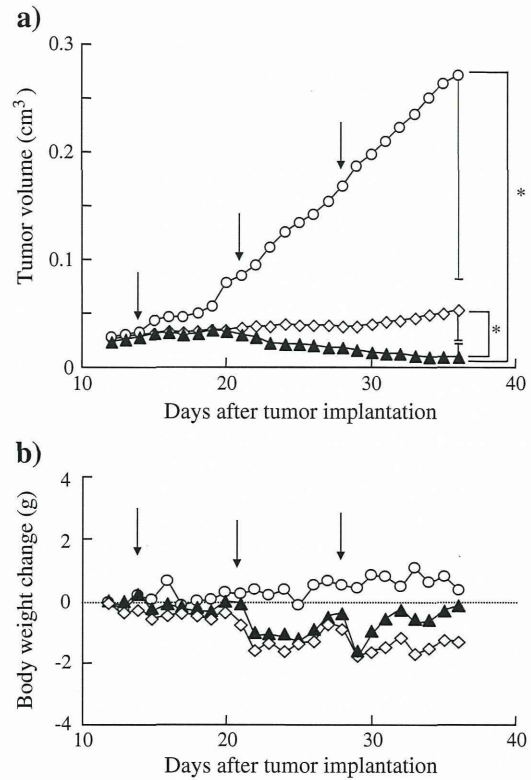 a)
0.3
0.2
0.1
0
Tumor volume (cm³)
*
*
10 20 30 40
Days after tumor implantation
b)
4
2
0
-2
-4
Body weight change (g)
10 20 30 40
Days after tumor implantation